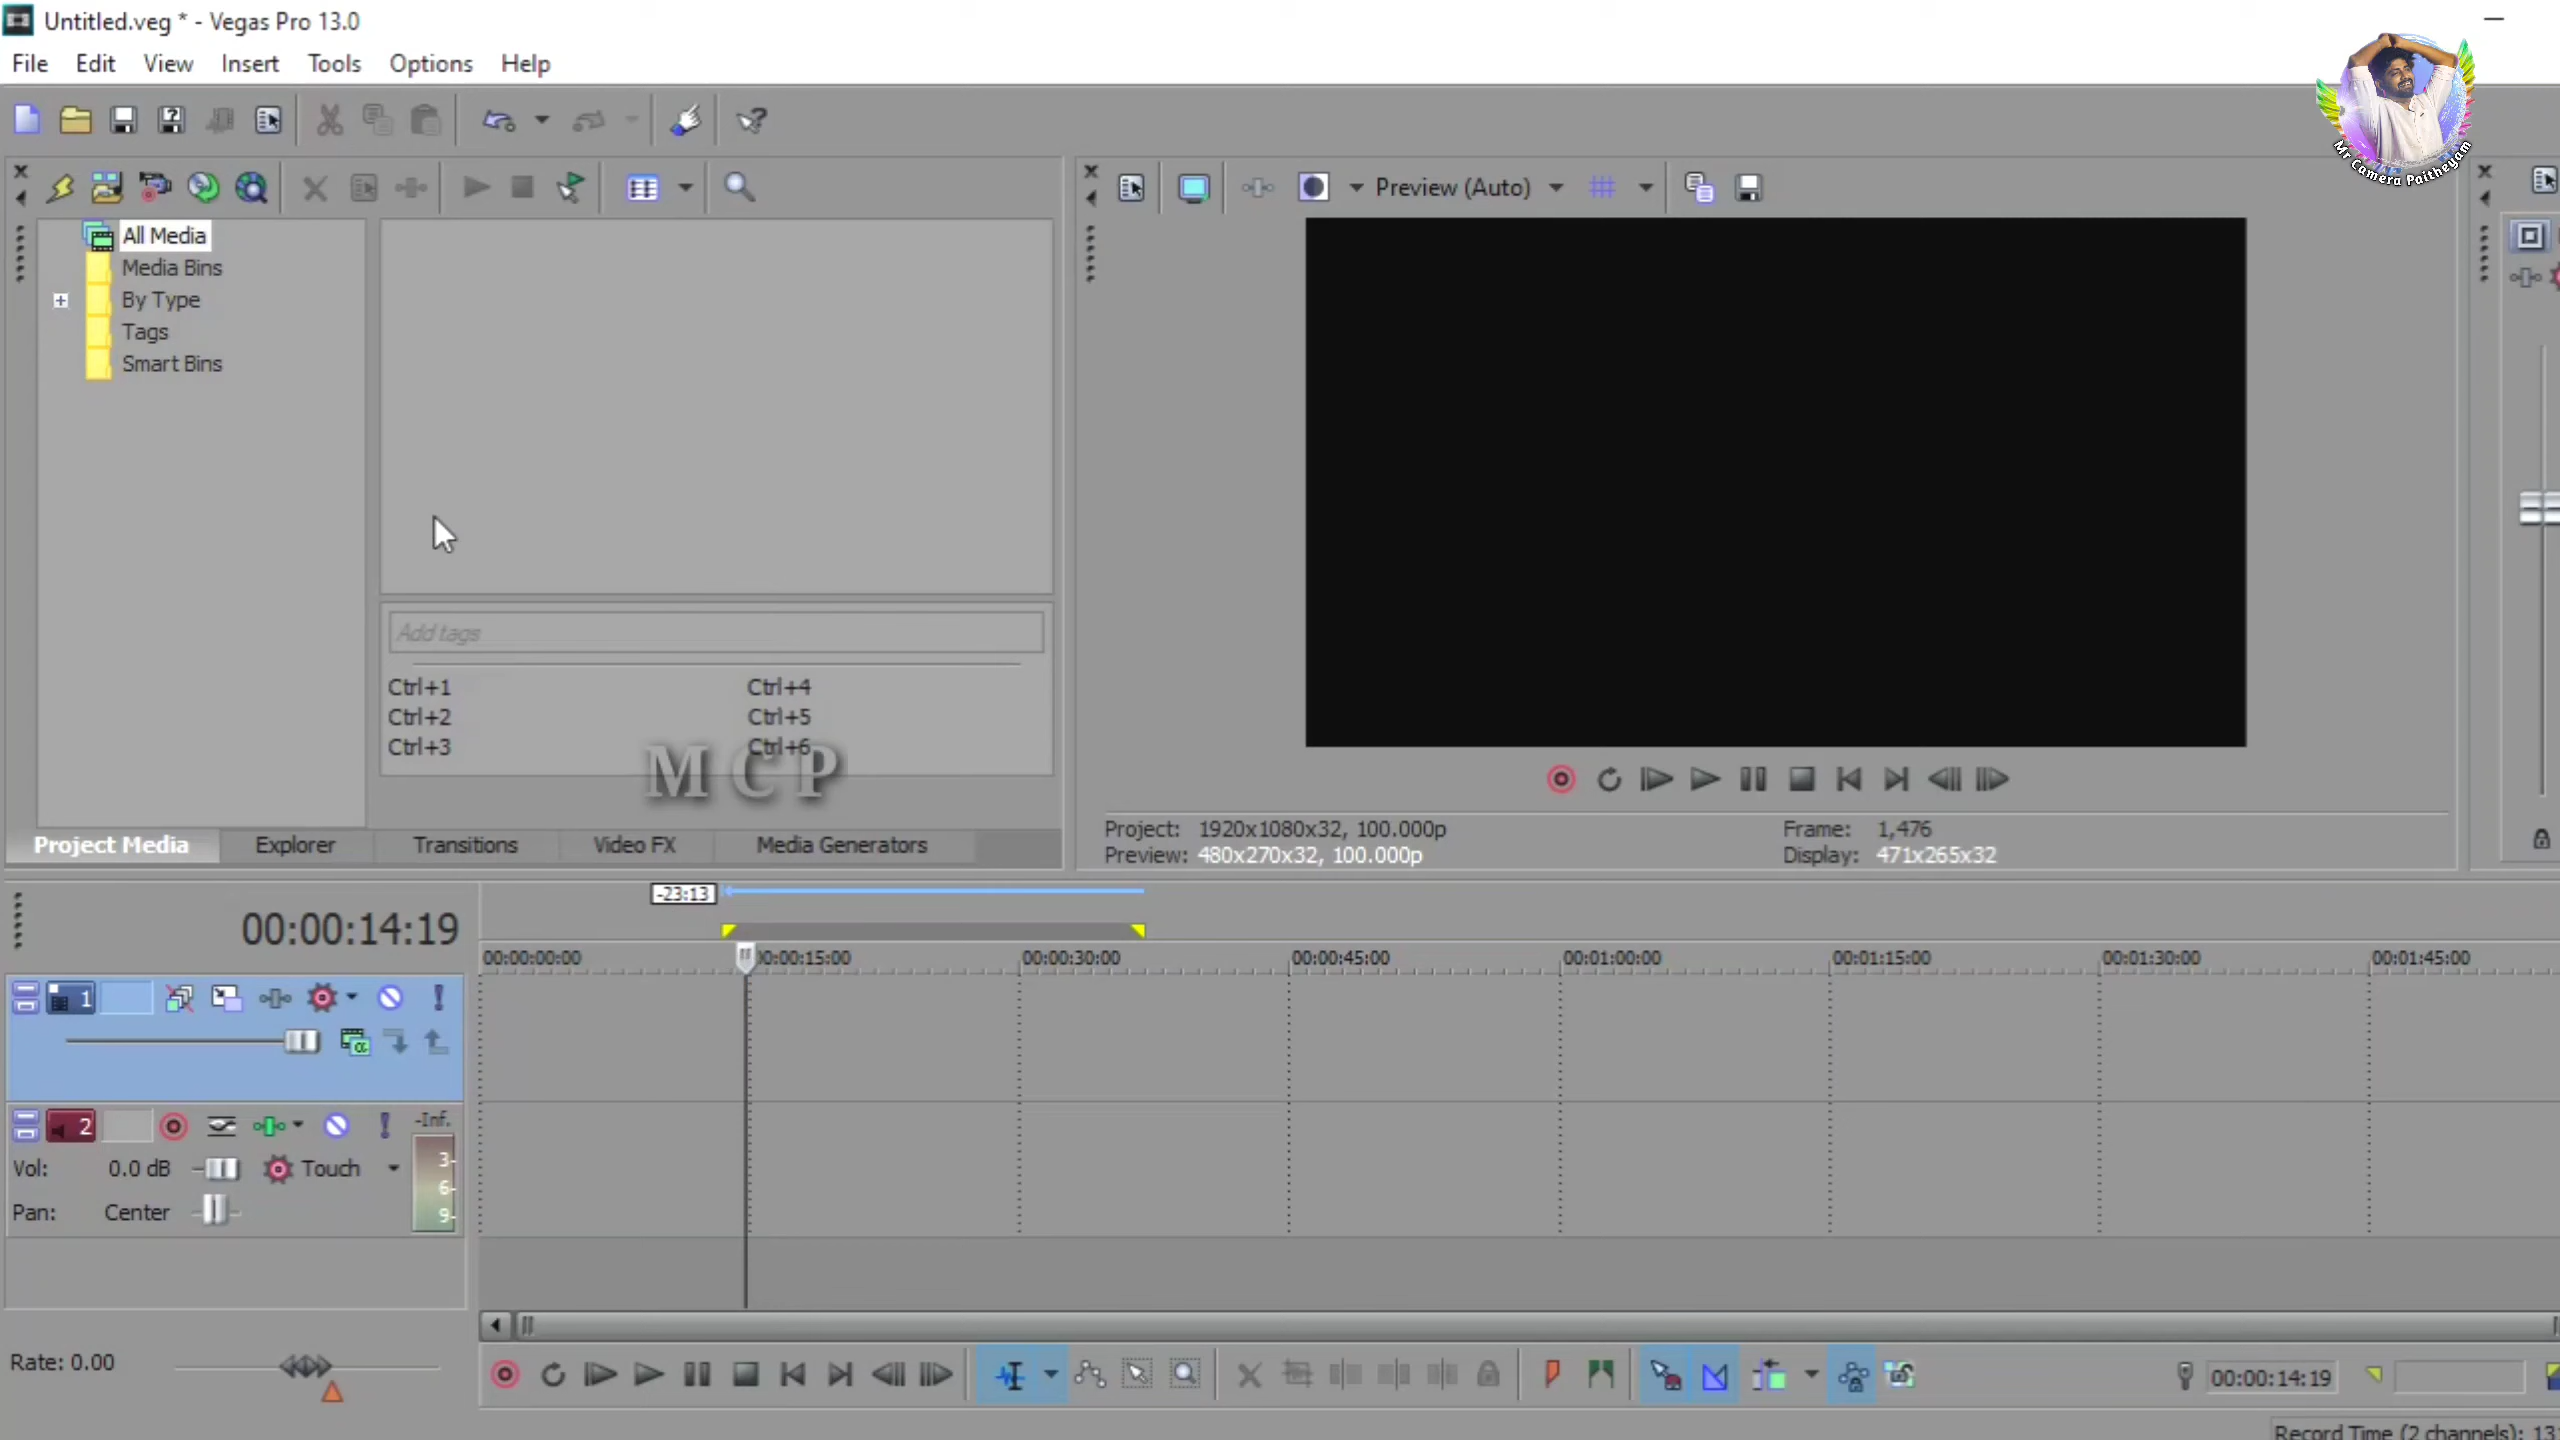 Untitled.veg * - Vegas Pro 13.0
File Edit View Insert Tools Options Help
Mr Camera Paitheyam
Preview (Auto)
All Media
Media Bins
By Type
Tags
Smart Bins
Add tags
Ctrl+1 Ctrl+4
Ctrl+2 Ctrl+5
Ctrl+3 Ctrl+6
M C P
Project Media Explorer Transitions Video FX Media Generators
Project: 1920x1080x32, 100.000p Frame: 1,476
Preview: 480x270x32, 100.000p Display: 471x265x32
-23:13
00:00:14:19
00:00:00:00 00:00:15:00 00:00:30:00 00:00:45:00 00:01:00:00 00:01:15:00 00:01:30:00 00:01:45:00
1
2 -Inf.
Vol: 0.0 dB Touch 3-
6-
Pan: Center 9-
Rate: 0.00
00:00:14:19
Record Time (2 channels):